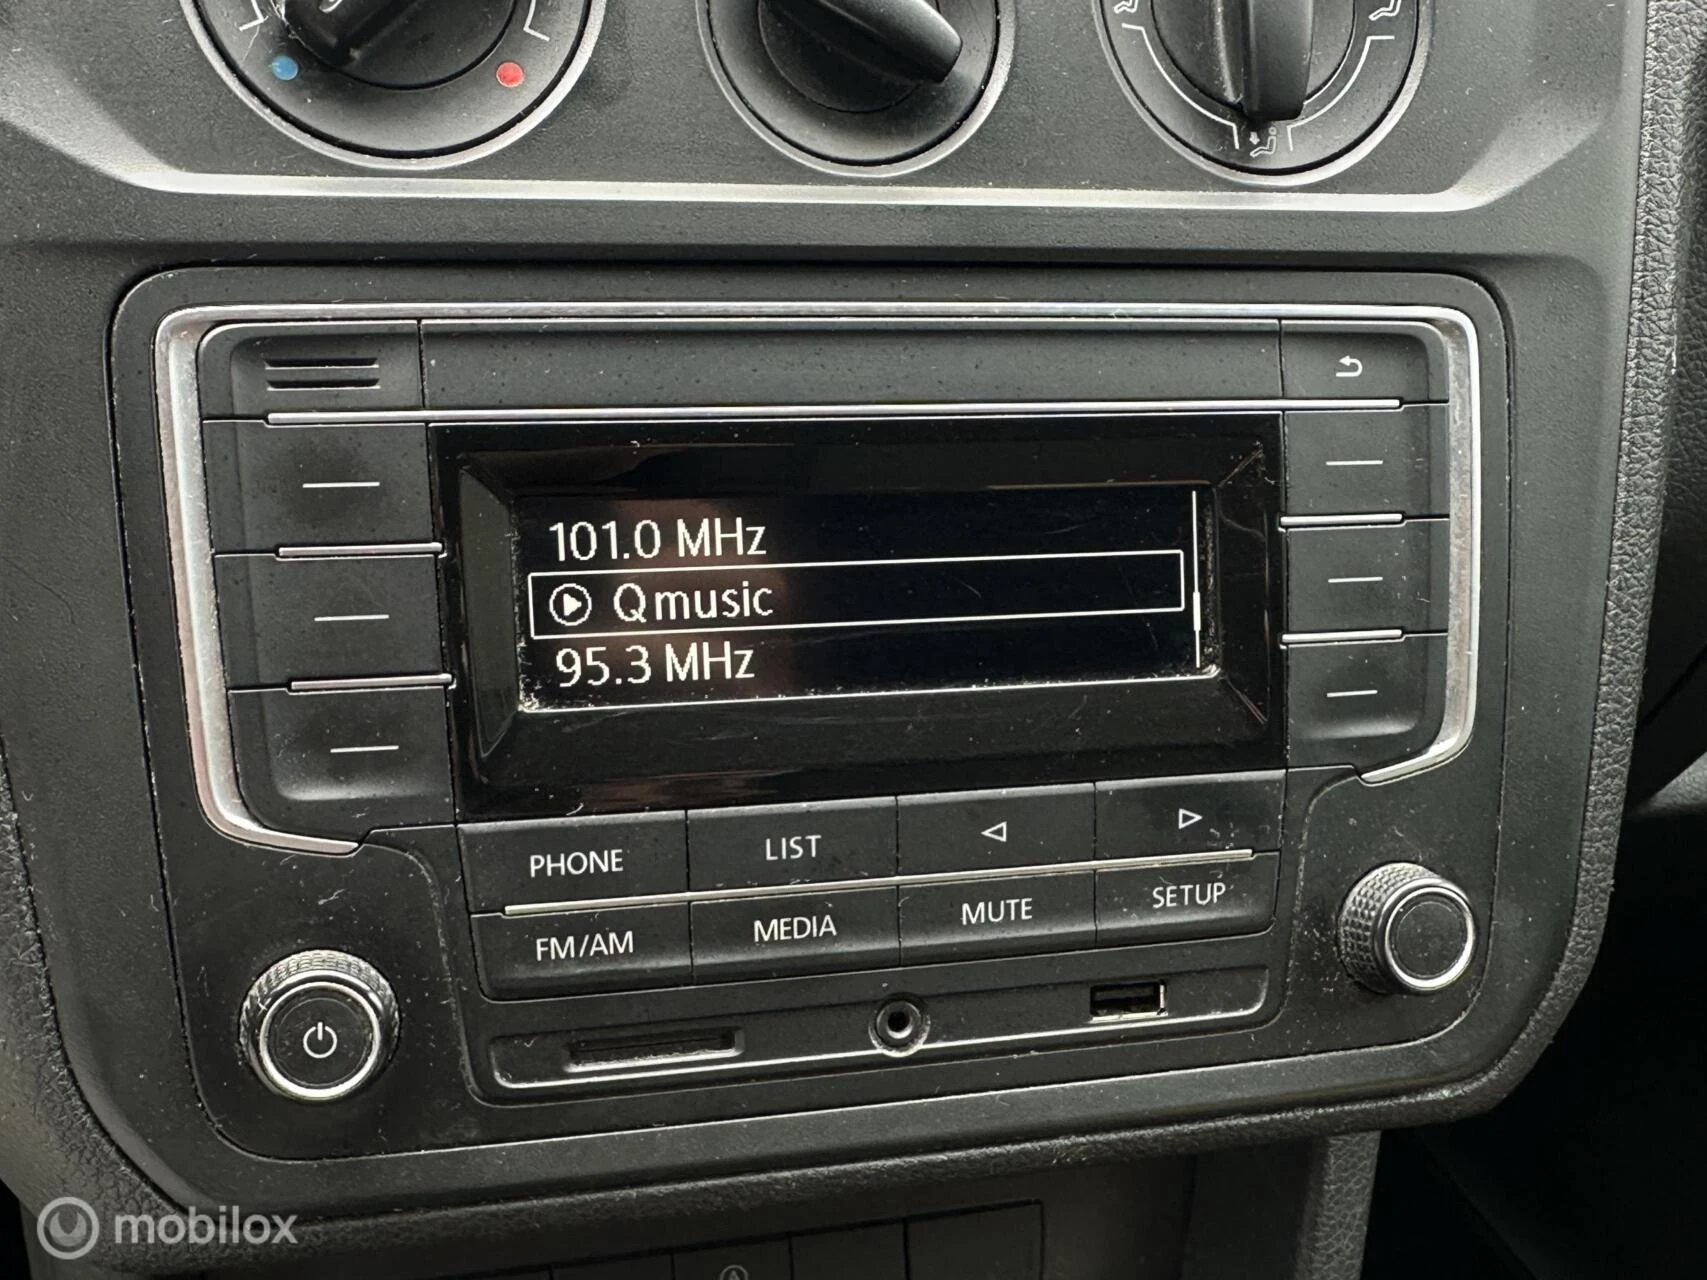 101.0 MHz
Qmusic
95.3 MHz
PHONE
LIST
FM/AM
MEDIA
MUTE
SETUP
mobilox